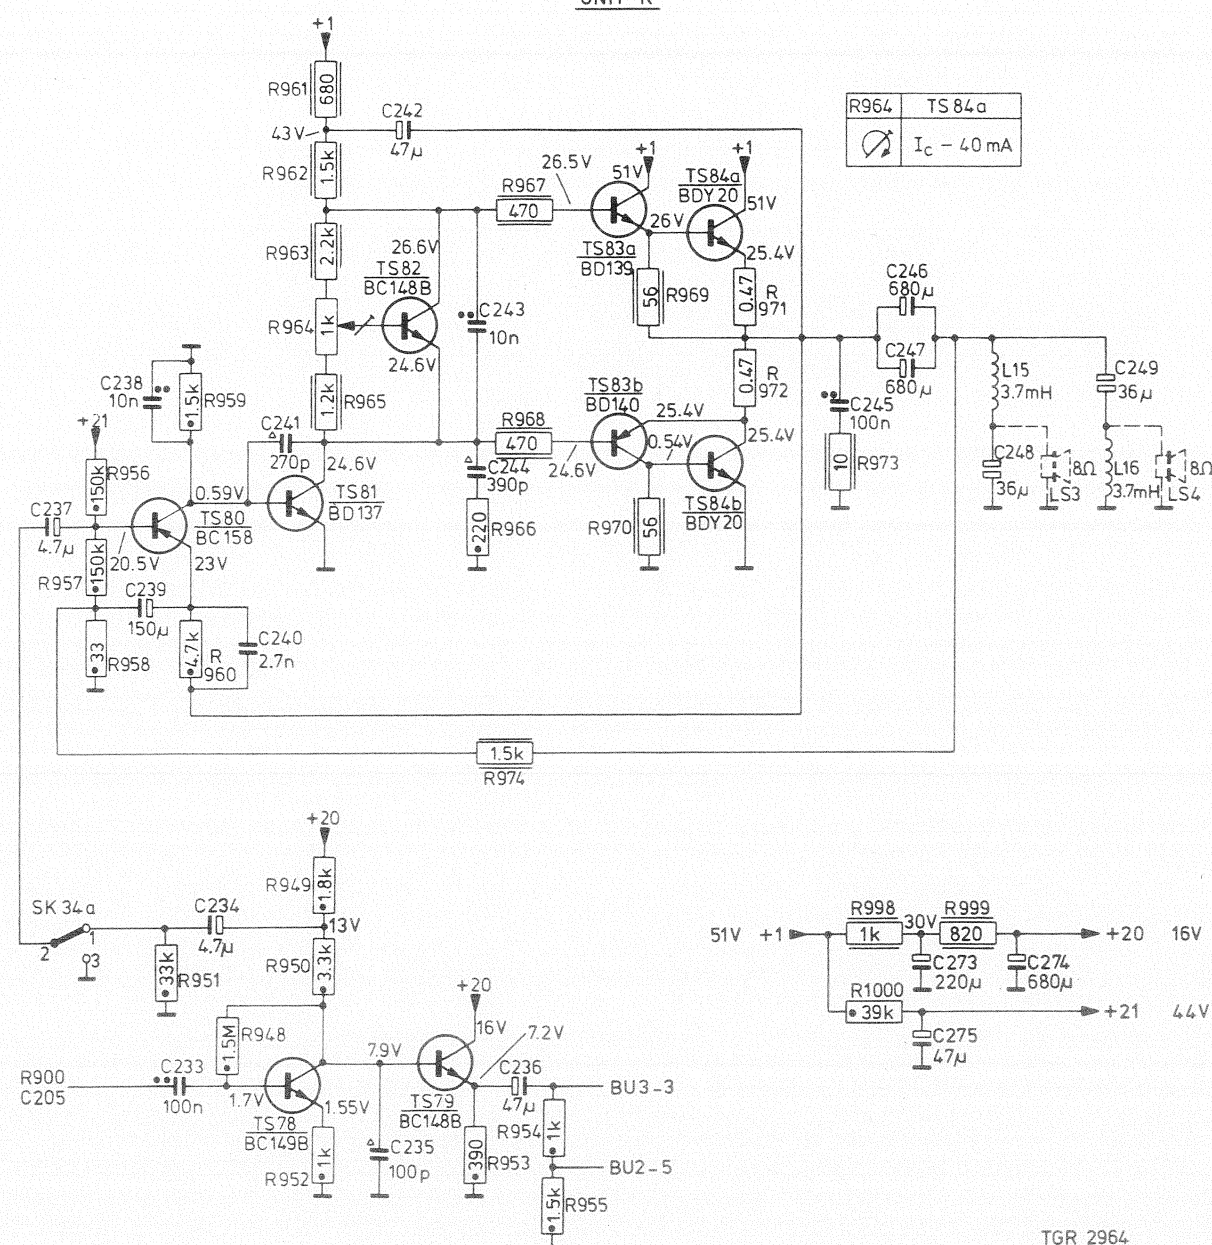 UNIT R
+1
R961
680
43V
C242
47µ
R962
1.5k
R963
2.2k
R964
1k
R965
1.2k
26.6V
TS82
BC148B
24.6V
C243
10n
26.5V
R967
470
+1
51V
26V
TS83a
BD139
+1
TS84a
BDY20
51V
25.4V
56
R969
0.47
R
971
0.47
R
972
R964 TS84a
Ic – 40 mA
C246
680µ
C247
680µ
L15
3.7mH
C249
36µ
C248
36µ
8Ω
LS3
L16
3.7mH
8Ω
LS4
C245
100n
10
R973
TS83b
BD140
25.4V
0.54V
25.4V
TS84b
BDY20
R968
470
24.6V
C244
390p
220
R966
R970
56
C238
10n
1.5k
R959
C241
270p
24.6V
TS81
BD137
+21
R956
150k
0.59V
TS80
BC158
C237
4.7µ
20.5V
23V
R957
150k
C239
150µ
33
R958
4.7k
R
960
C240
2.7n
1.5k
R974
+20
R949
1.8k
13V
SK34a
1
2
3
C234
4.7µ
33k
R951
R950
3.3k
+20
16V
7.2V
1.5M
R948
7.9V
R900
C205
C233
100n
1.7V
1.55V
TS78
BC149B
TS79
BC148B
C236
47µ
BU3-3
R952
1k
C235
100p
390
R953
R954
1k
BU2-5
1.5k
R955
51V +1
R998
1k
30V
R999
820
+20 16V
C273
220µ
C274
680µ
R1000
39k
+21 44V
C275
47µ
TGR 2964